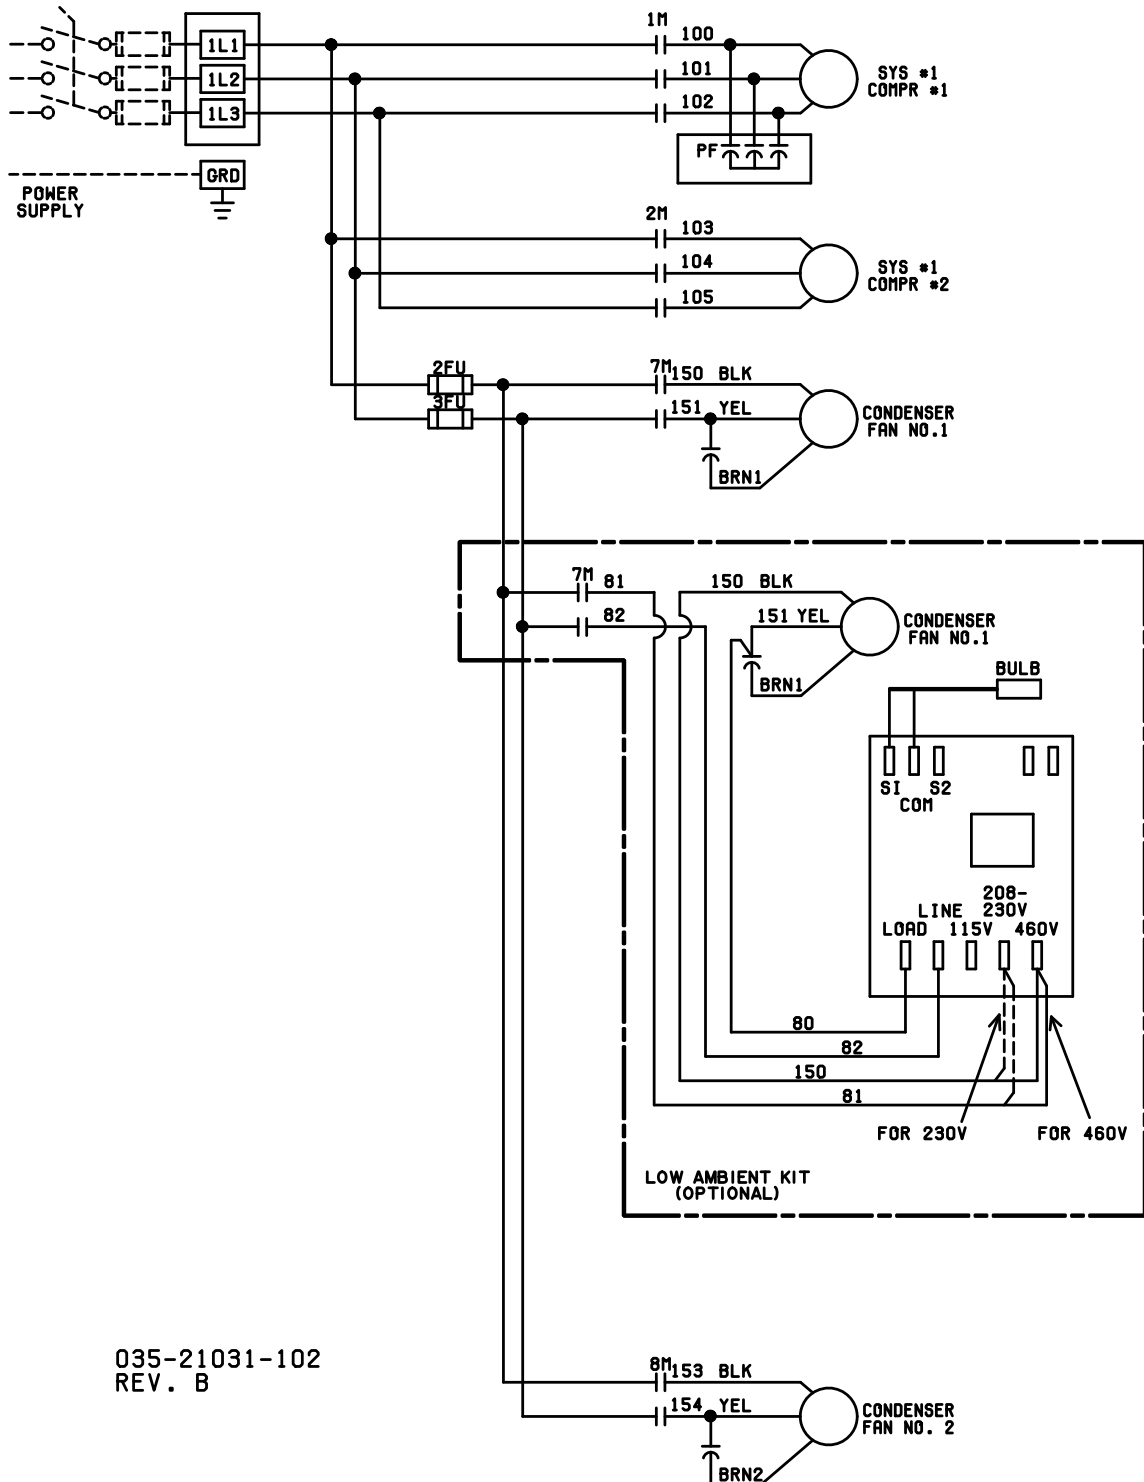 1M
100
1L1
101
1L2
SYS #1
COMPR #1
102
1L3
PF
GRD
POWER
SUPPLY
2M
103
104
SYS #1
COMPR #2
105
2FU
7M
150 BLK
3FU
151 YEL
CONDENSER
FAN NO.1
BRN1
7M
81
150 BLK
82
151 YEL
CONDENSER
FAN NO.1
BRN1
BULB
S1
S2
COM
208-
230V
LINE
LOAD
115V
460V
80
82
150
81
FOR 230V
FOR 460V
LOW AMBIENT KIT
(OPTIONAL)
035-21031-102
REV. B
8M
153 BLK
154 YEL
CONDENSER
FAN NO. 2
BRN2